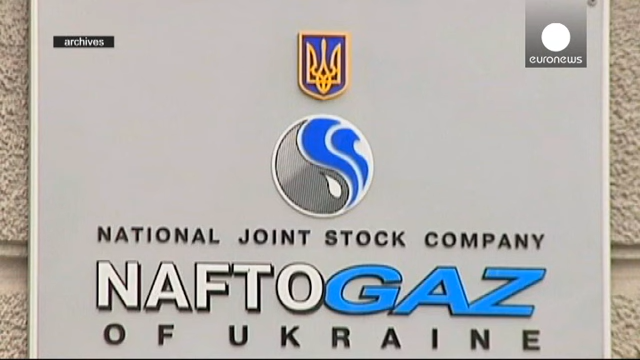 archives
euronews
NATIONAL JOINT STOCK COMPANY
NAFTOGAZ
OF UKRAINE